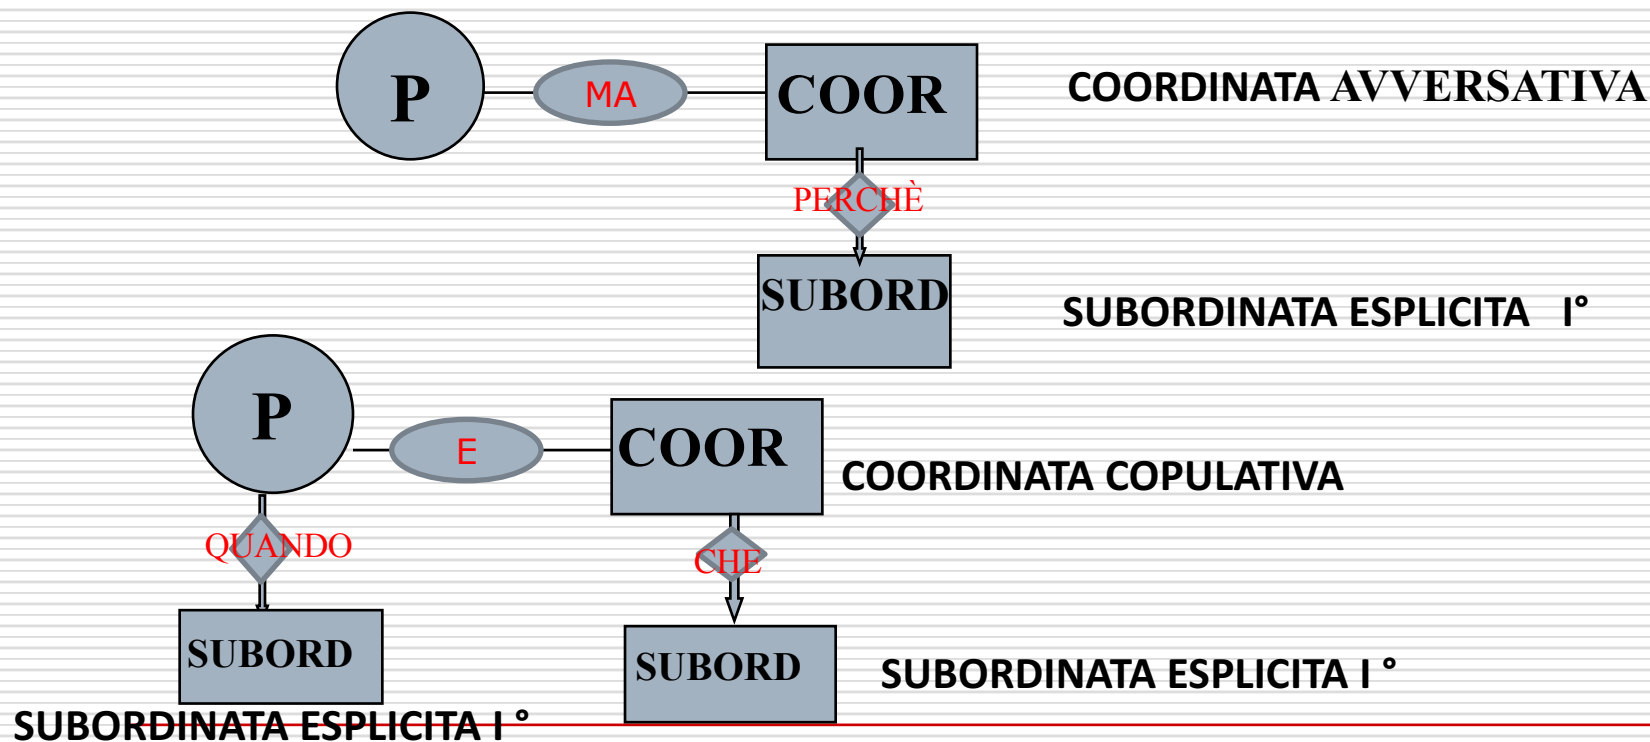 P MA COOR COORDINATA AVVERSATIVA
PERCHÈ
SUBORD SUBORDINATA ESPLICITA I°
P E COOR COORDINATA COPULATIVA
QUANDO CHE
SUBORD SUBORD SUBORDINATA ESPLICITA I °
SUBORDINATA ESPLICITA I °